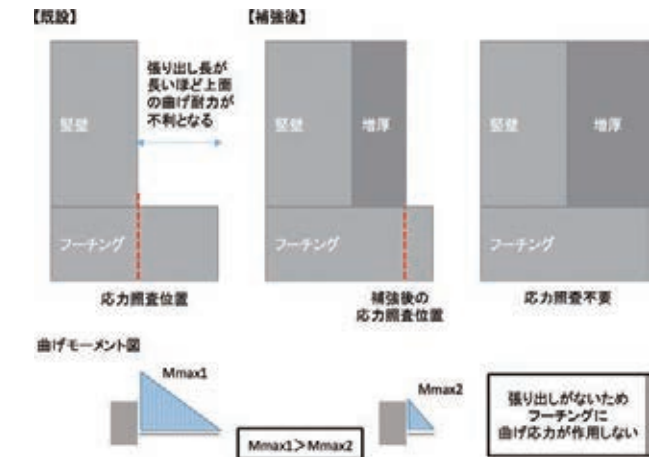 【既設】
【補強後】
張り出し長が
長いほど上面
の曲げ耐力が
不利となる
竪壁
竪壁
増厚
竪壁
増厚
フーチング
フーチング
フーチング
応力照査位置
補強後の
応力照査位置
応力照査不要
曲げモーメント図
Mmax1
Mmax2
Mmax1＞Mmax2
張り出しがないため
フーチングに
曲げ応力が作用しない